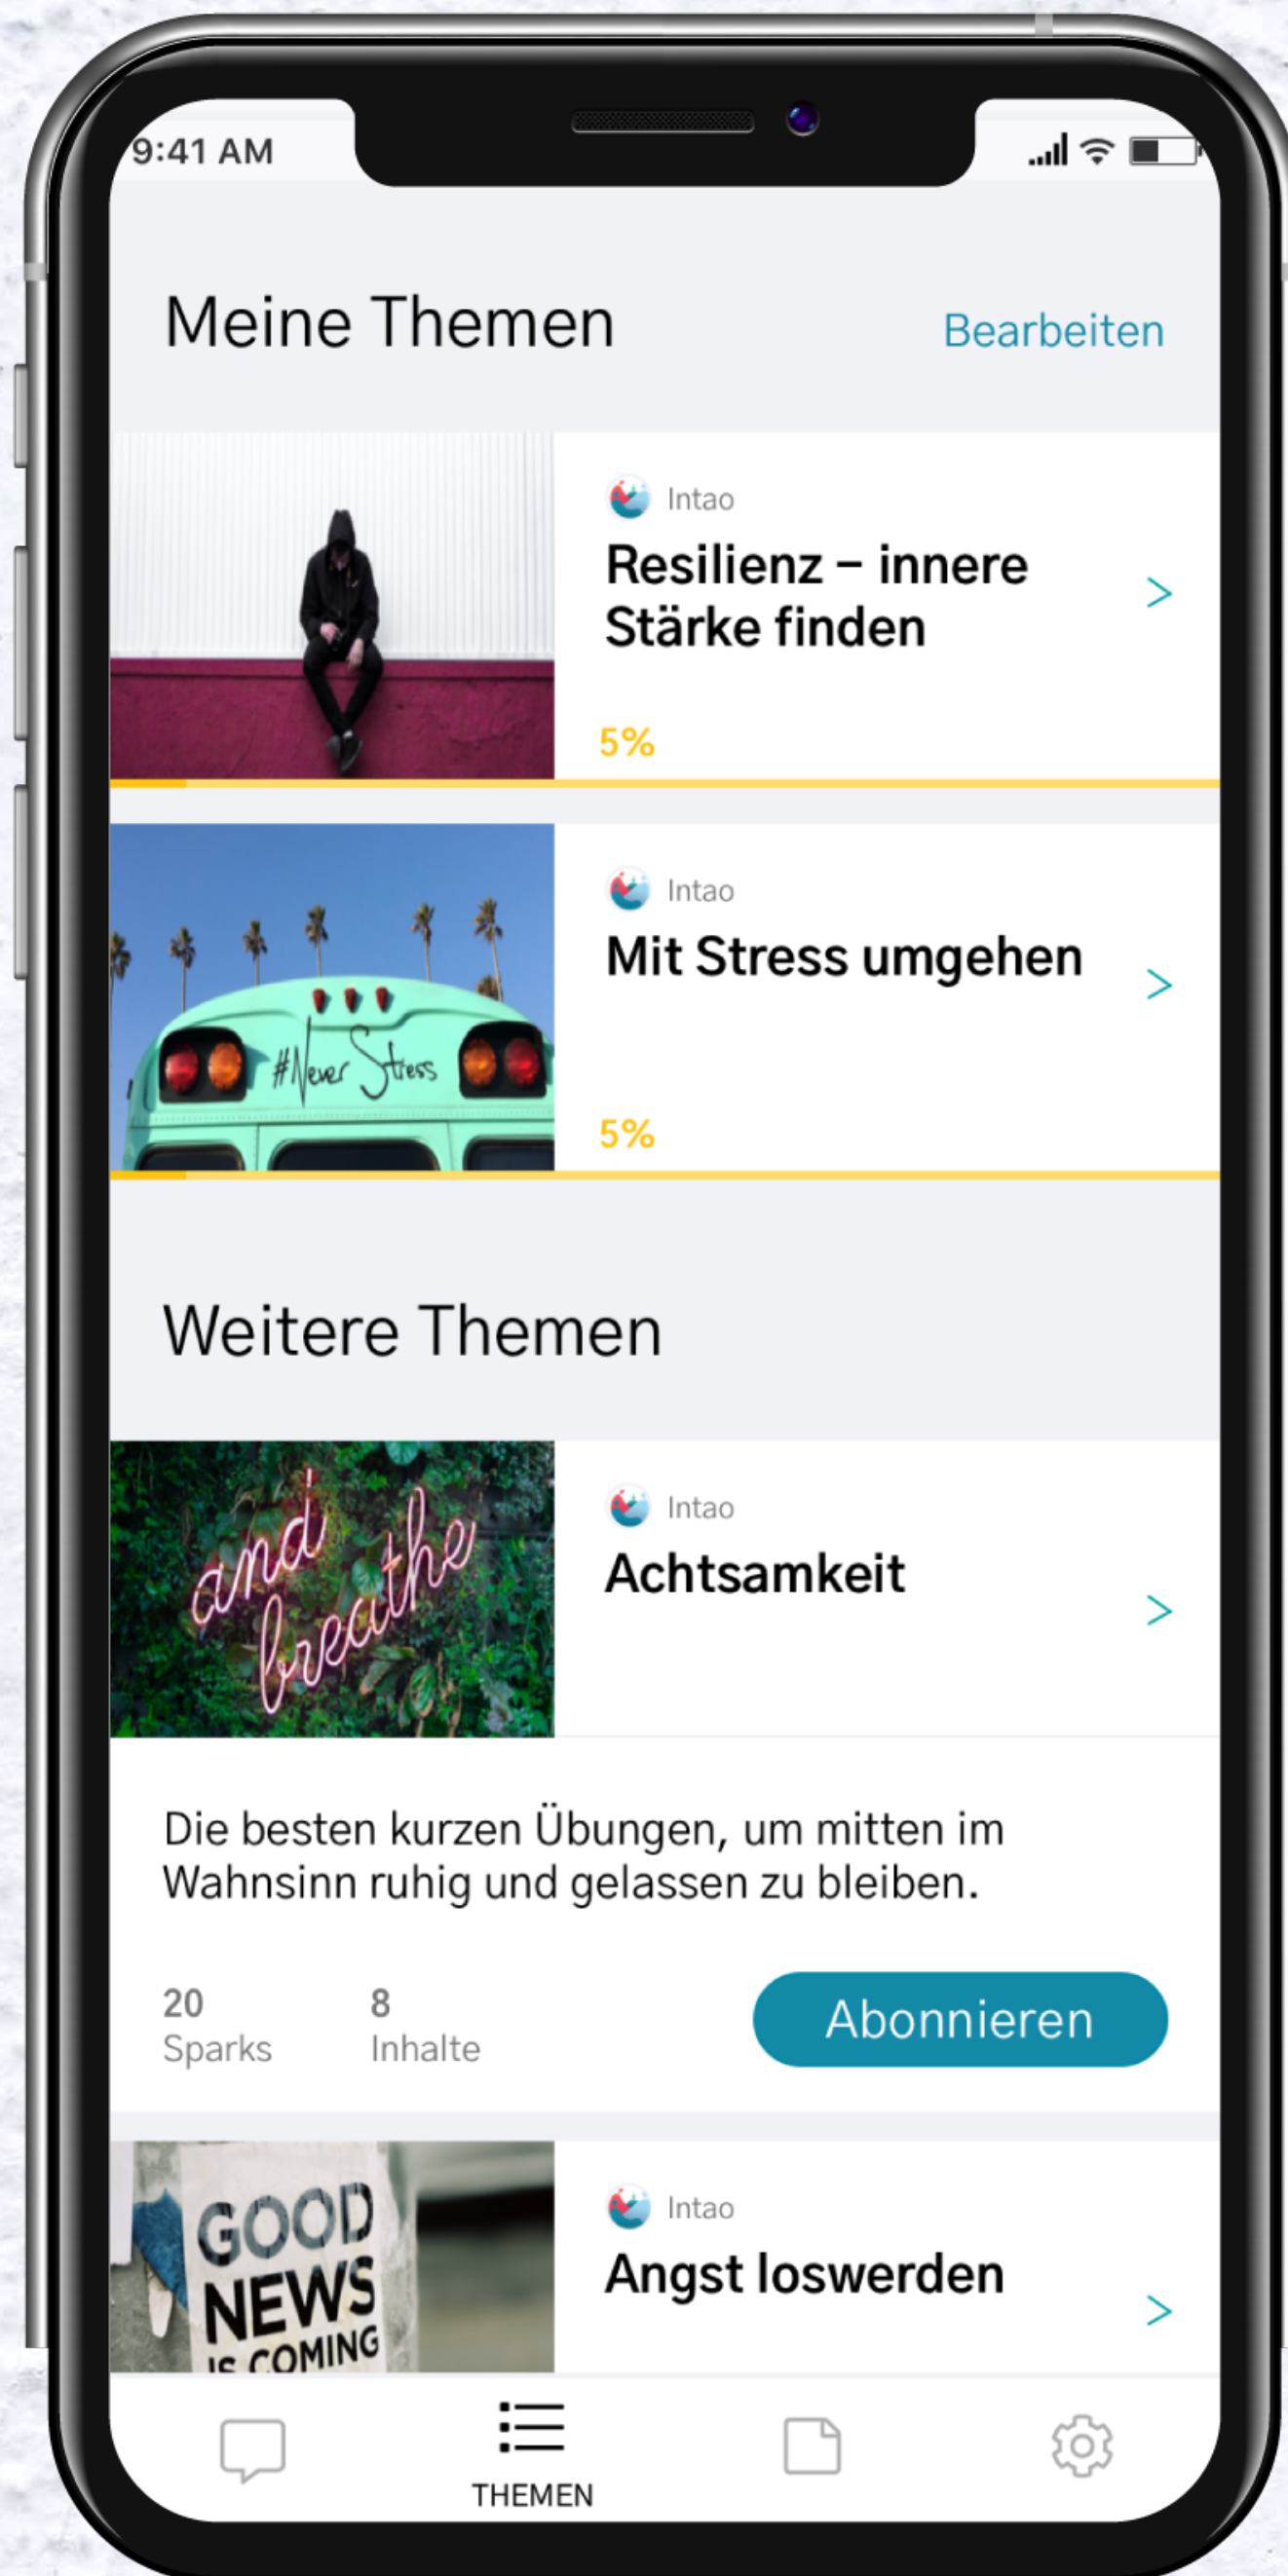 9:41 AM
Meine Themen
Bearbeiten
Intao
Resilienz – innere
Stärke finden
5%
Intao
Mit Stress umgehen
#Never Stress
5%
Weitere Themen
and
breathe
Intao
Achtsamkeit
Die besten kurzen Übungen, um mitten im
Wahnsinn ruhig und gelassen zu bleiben.
20
Sparks
8
Inhalte
Abonnieren
GOOD
NEWS
IS COMING
Intao
Angst loswerden
THEMEN